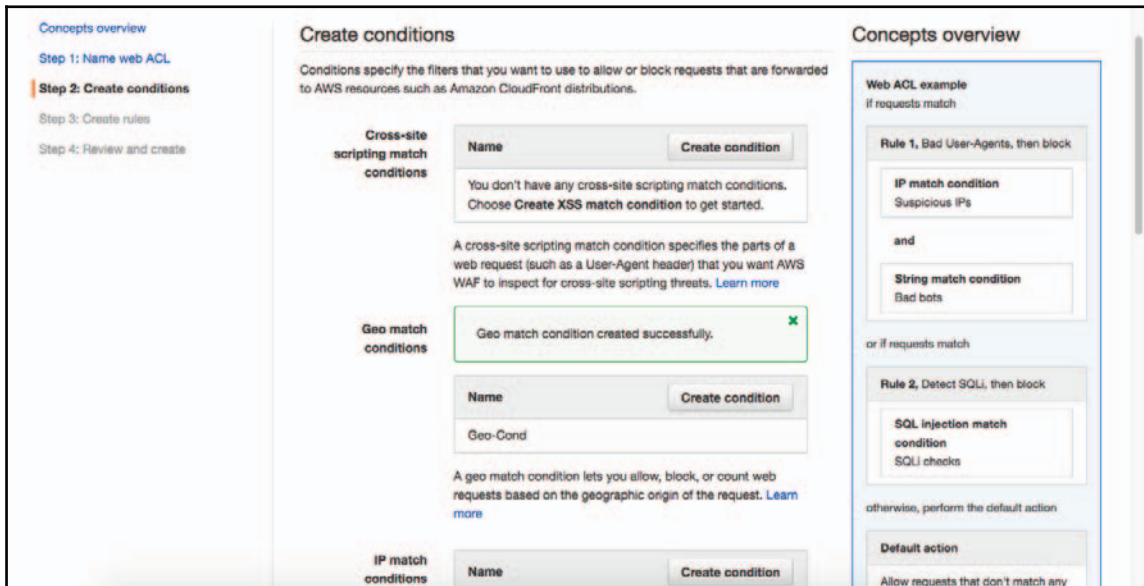 Concepts overview
Step 1: Name web ACL
Step 2: Create conditions
Step 3: Create rules
Step 4: Review and create
Create conditions
Conditions specify the filters that you want to use to allow or block requests that are forwarded
to AWS resources such as Amazon CloudFront distributions.
Cross-site
scripting match
conditions
Name
Create condition
You don't have any cross-site scripting match conditions.
Choose Create XSS match condition to get started.
A cross-site scripting match condition specifies the parts of a
web request (such as a User-Agent header) that you want AWS
WAF to inspect for cross-site scripting threats. Learn more
Geo match
conditions
Geo match condition created successfully.
Name
Create condition
Geo-Cond
A geo match condition lets you allow, block, or count web
requests based on the geographic origin of the request. Learn
more
IP match
conditions
Name
Create condition
Concepts overview
Web ACL example
if requests match
Rule 1, Bad User-Agents, then block
IP match condition
Suspicious IPs
and
String match condition
Bad bots
or if requests match
Rule 2, Detect SQLi, then block
SQL injection match
condition
SQLi checks
otherwise, perform the default action
Default action
Allow requests that don't match any